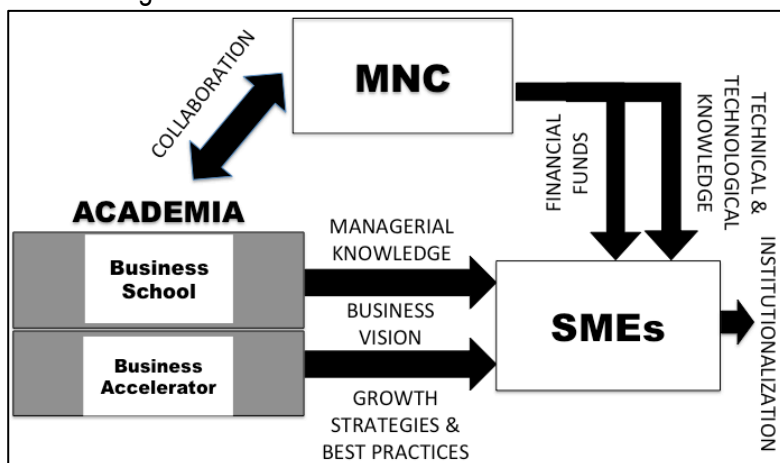 MNC
COLLABORATION
FINANCIAL
FUNDS
TECHNICAL &
TECHNOLOGICAL
KNOWLEDGE
ACADEMIA
Business
School
MANAGERIAL
KNOWLEDGE
BUSINESS
VISION
Business
Accelerator
GROWTH
STRATEGIES &
BEST PRACTICES
SMEs
INSTITUTIONALIZATION